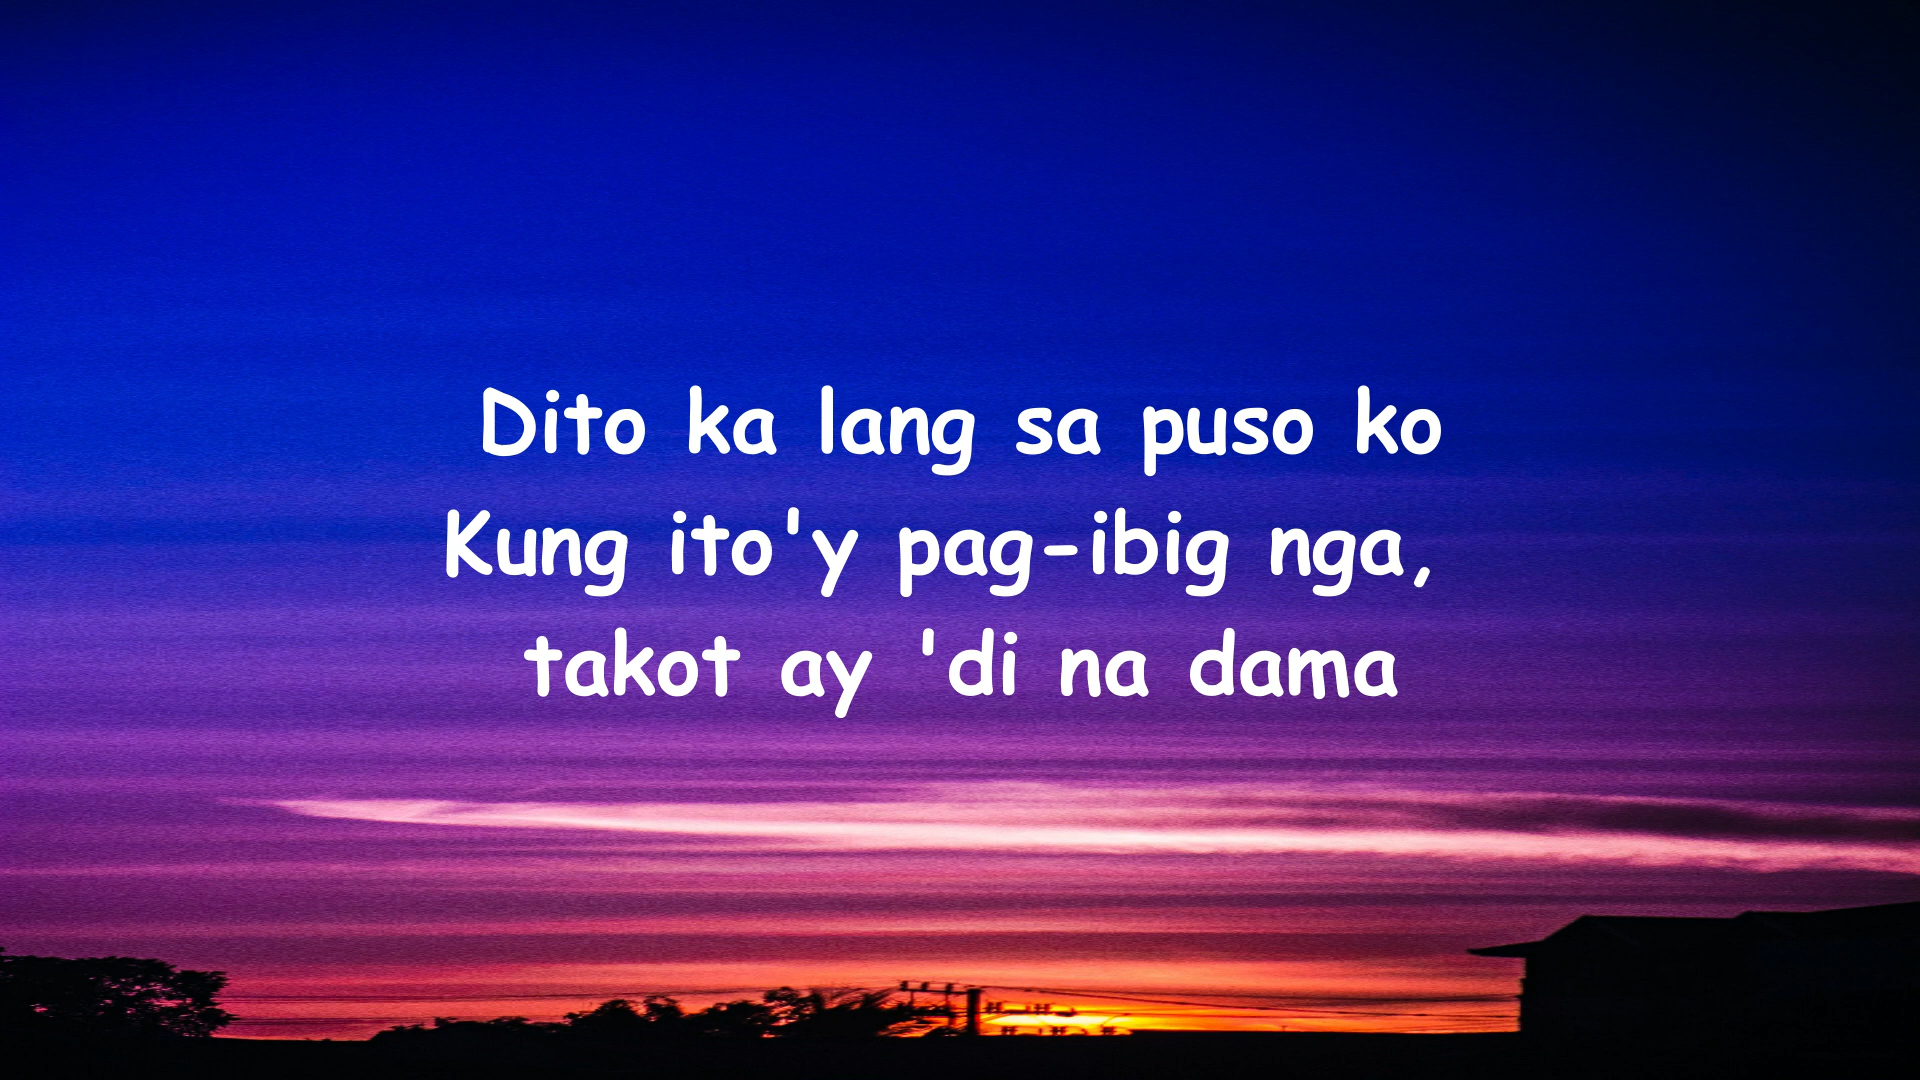 Dito ka lang sa puso ko
Kung ito'y pag-ibig nga,
takot ay 'di na dama